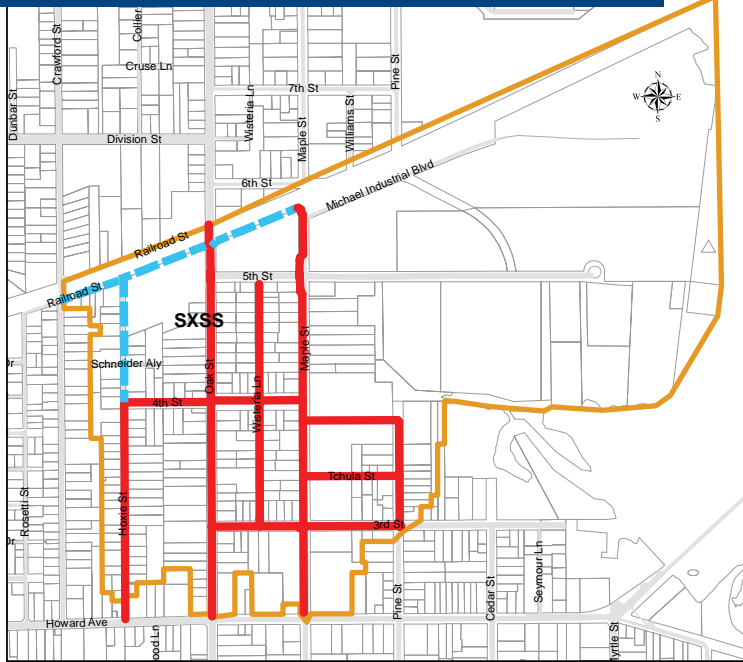 Dunbar St
Crawford St
Collier
Cruse Ln
Division St
Wisteria Ln
7th St
Maple St
Williams St
Pine St
N
W
E
S
6th St
Michael Industrial Blvd
Railroad St
Railroad St
5th St
SXSS
Schneider Aly
Oak St
Maple St
4th St
Wisteria Ln
Hoxie St
Tchula St
Rosetti St
3rd St
Howard Ave
ood Ln
Pine St
Cedar St
Seymour Ln
Myrtle St